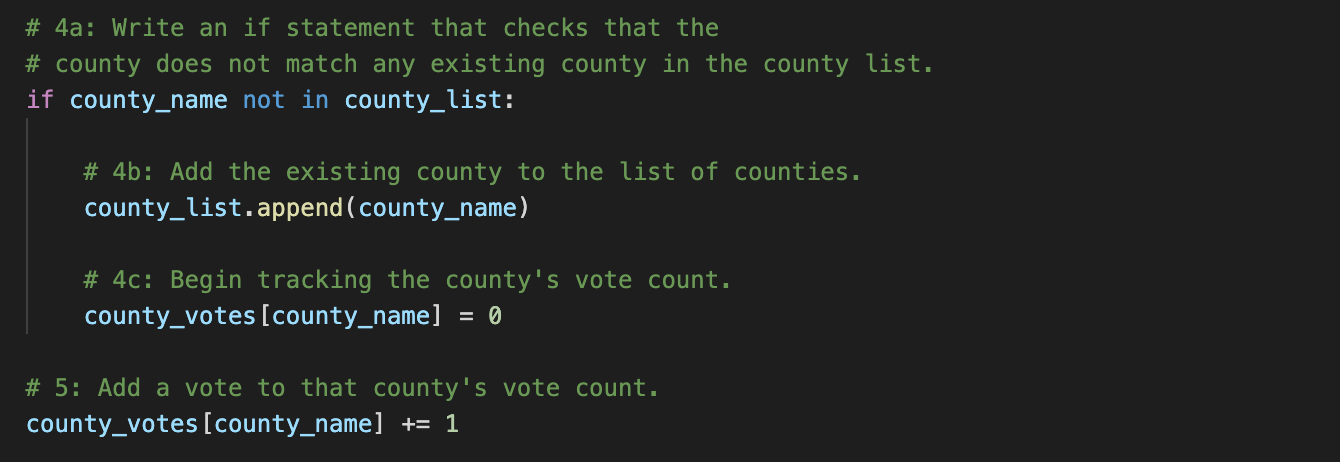 # 4a: Write an if statement that checks that the
# county does not match any existing county in the county list.
if county_name not in county_list:
# 4b: Add the existing county to the list of counties.
county_list.append(county_name)
# 4c: Begin tracking the county's vote count.
county_votes[county_name] = 0
# 5: Add a vote to that county's vote count.
county_votes[county_name] += 1